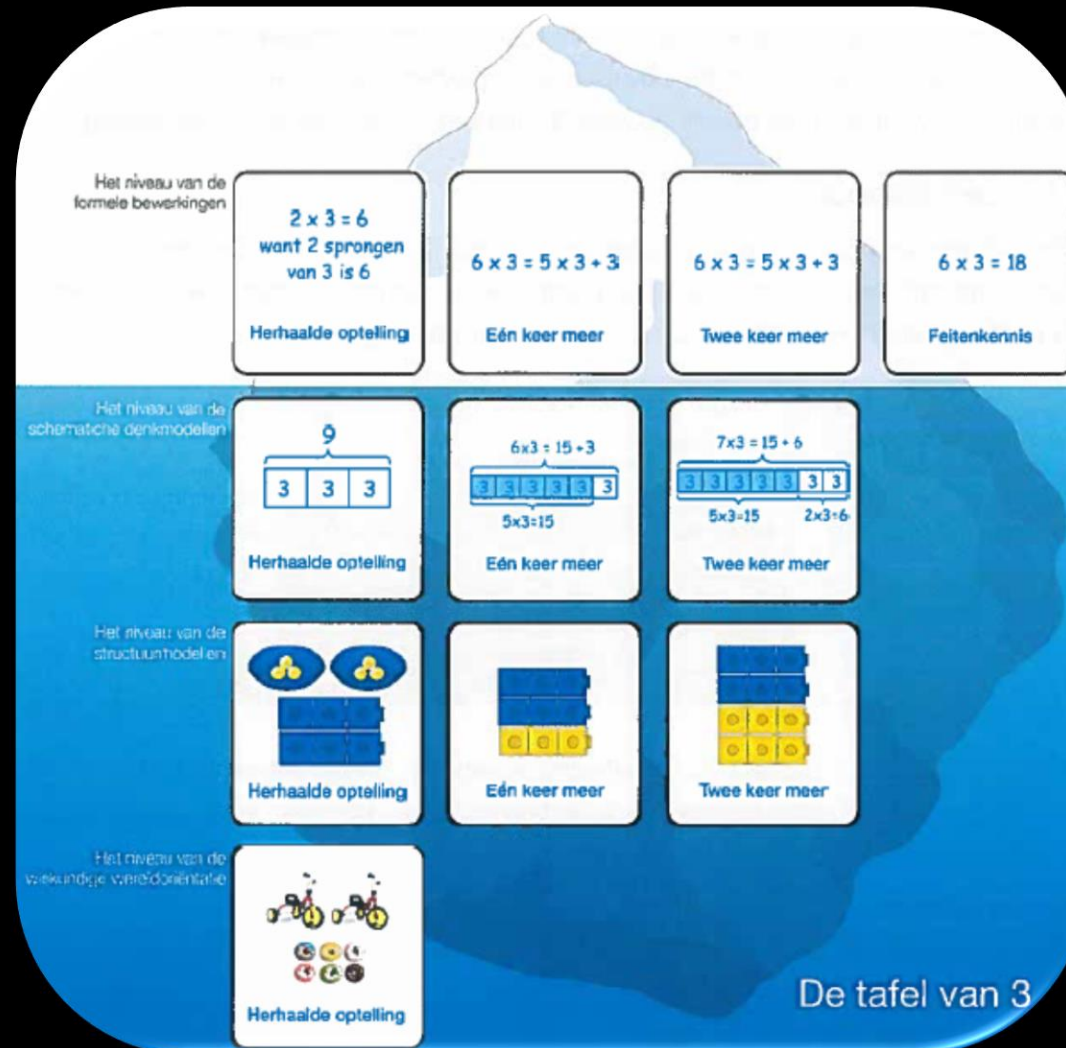 Het niveau van de
formele bewerkingen
2 x 3 = 6
want 2 sprongen
van 3 is 6
Herhaalde optelling
6 x 3 = 5 x 3 + 3
Eén keer meer
6 x 3 = 5 x 3 + 3
Twee keer meer
6 x 3 = 18
Feitenkennis
Het niveau van de
schematiche denkmodellen
9
3 3 3
Herhaalde optelling
6x3 = 15 + 3
3 3 3 3 3 3
5x3=15
Eén keer meer
7x3 = 15 + 6
3 3 3 3 3 3 3
5x3=15 2x3=6
Twee keer meer
Het niveau van de
structuurmodellen
Herhaalde optelling
Eén keer meer
Twee keer meer
Het niveau van de
wiskundige wereldoriëntatie
Herhaalde optelling
De tafel van 3